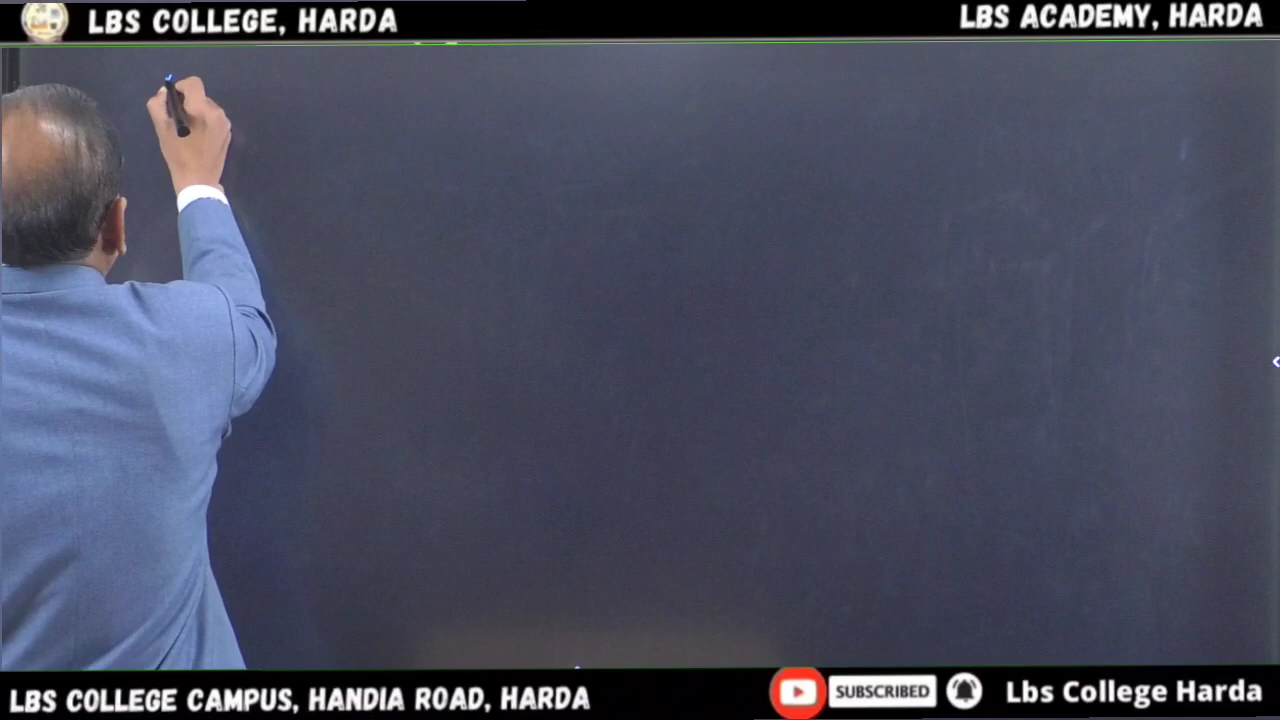 LBS COLLEGE, HARDA
LBS ACADEMY, HARDA
LBS COLLEGE CAMPUS, HANDIA ROAD, HARDA
SUBSCRIBED
Lbs College Harda